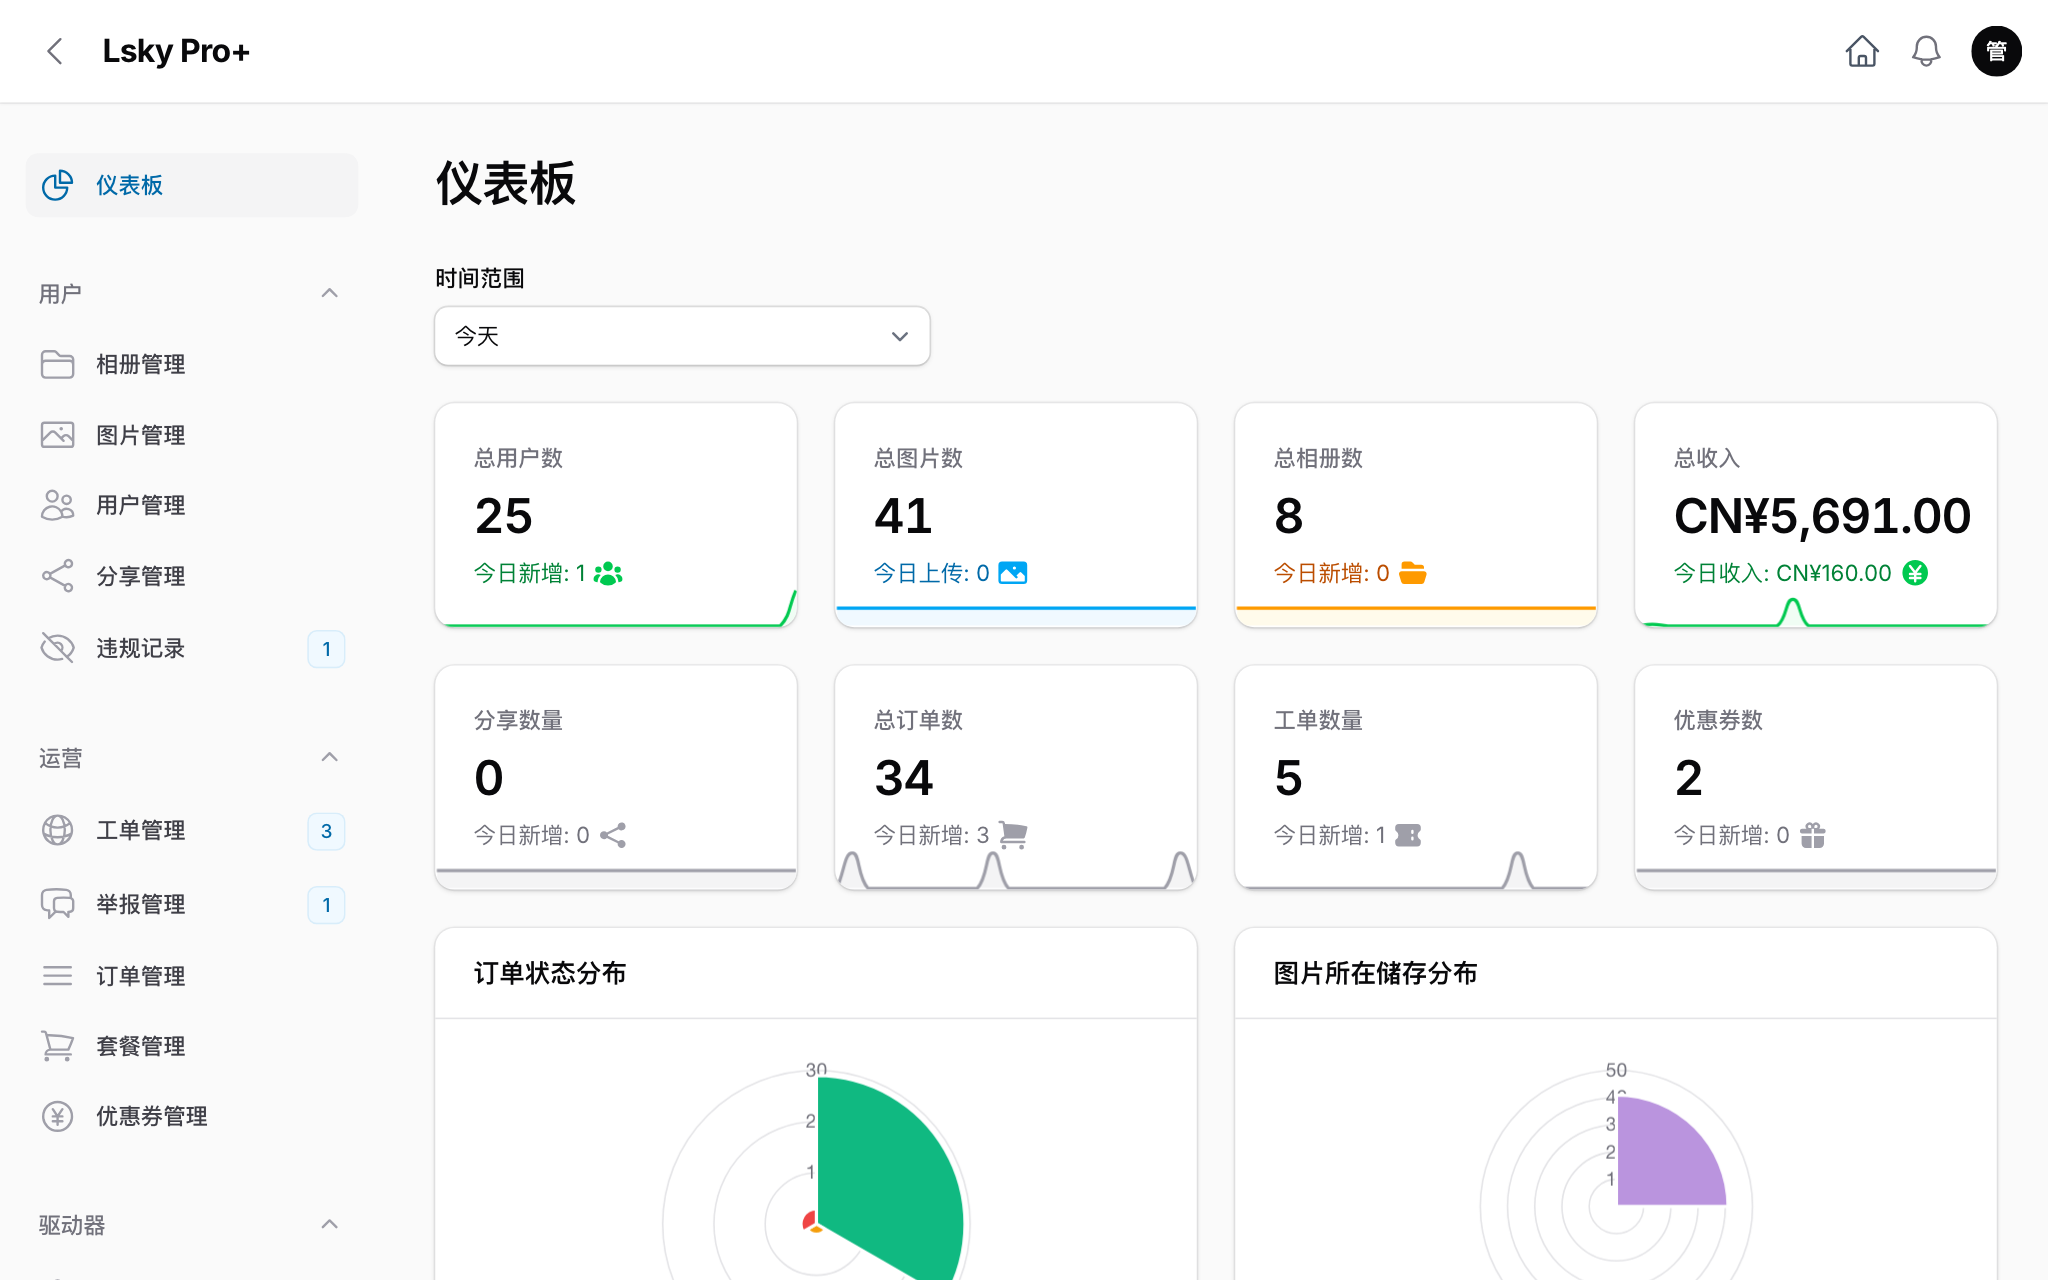 Lsky Pro+
管
仪表板
用户
相册管理
图片管理
用户管理
分享管理
违规记录
1
运营
工单管理
3
举报管理
1
订单管理
套餐管理
优惠券管理
驱动器
仪表板
时间范围
今天
总用户数
25
今日新增: 1
总图片数
41
今日上传: 0
总相册数
8
今日新增: 0
总收入
CN¥5,691.00
今日收入: CN¥160.00
分享数量
0
今日新增: 0
总订单数
34
今日新增: 3
工单数量
5
今日新增: 1
优惠券数
2
今日新增: 0
订单状态分布
30
2
1
图片所在储存分布
50
4
3
2
1